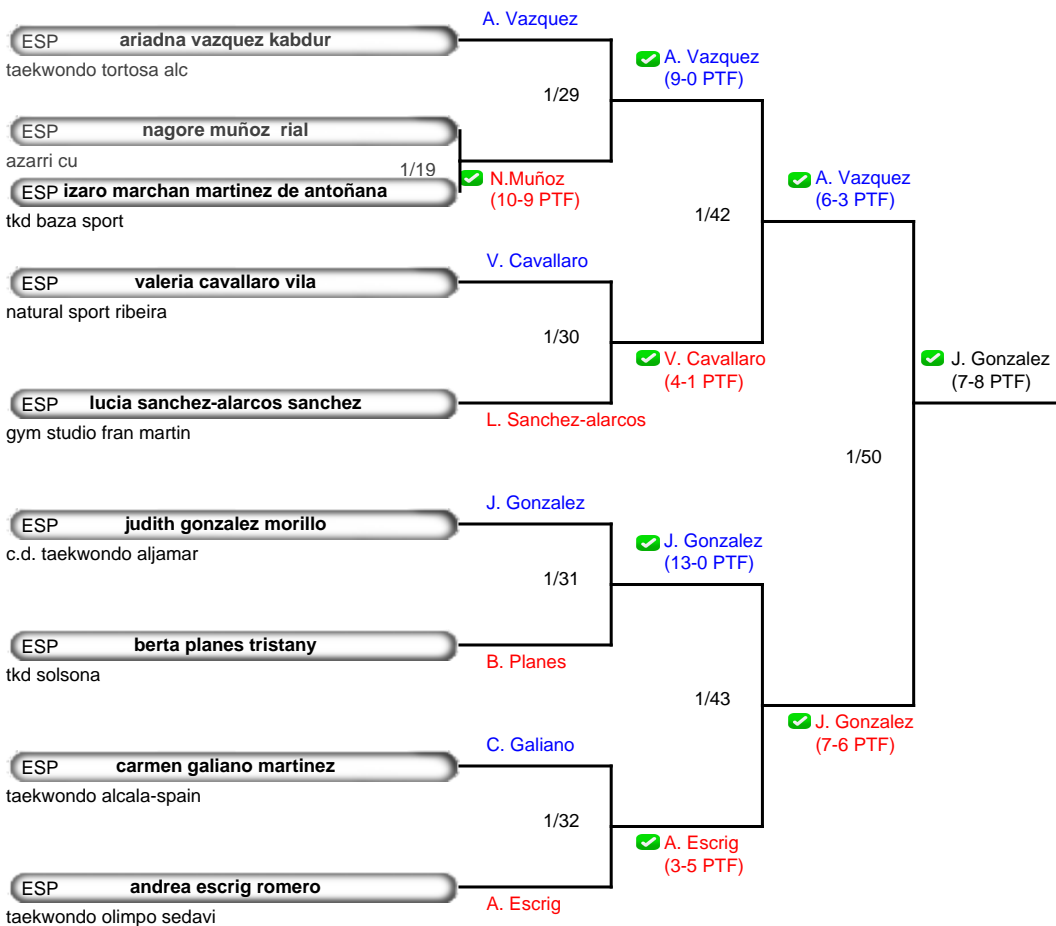 A. Vazquez
ESP ariadna vazquez kabdur
taekwondo tortosa alc
A. Vazquez
(9-0 PTF)
1/29
ESP nagore muñoz rial
azarri cu
1/19
N.Muñoz
(10-9 PTF)
ESP izaro marchan martinez de antoñana
tkd baza sport
A. Vazquez
(6-3 PTF)
1/42
V. Cavallaro
ESP valeria cavallaro vila
natural sport ribeira
1/30
V. Cavallaro
(4-1 PTF)
J. Gonzalez
(7-8 PTF)
ESP lucia sanchez-alarcos sanchez
L. Sanchez-alarcos
gym studio fran martin
1/50
J. Gonzalez
ESP judith gonzalez morillo
c.d. taekwondo aljamar
J. Gonzalez
(13-0 PTF)
1/31
ESP berta planes tristany
B. Planes
tkd solsona
1/43
J. Gonzalez
(7-6 PTF)
C. Galiano
ESP carmen galiano martinez
taekwondo alcala-spain
1/32
A. Escrig
(3-5 PTF)
ESP andrea escrig romero
A. Escrig
taekwondo olimpo sedavi